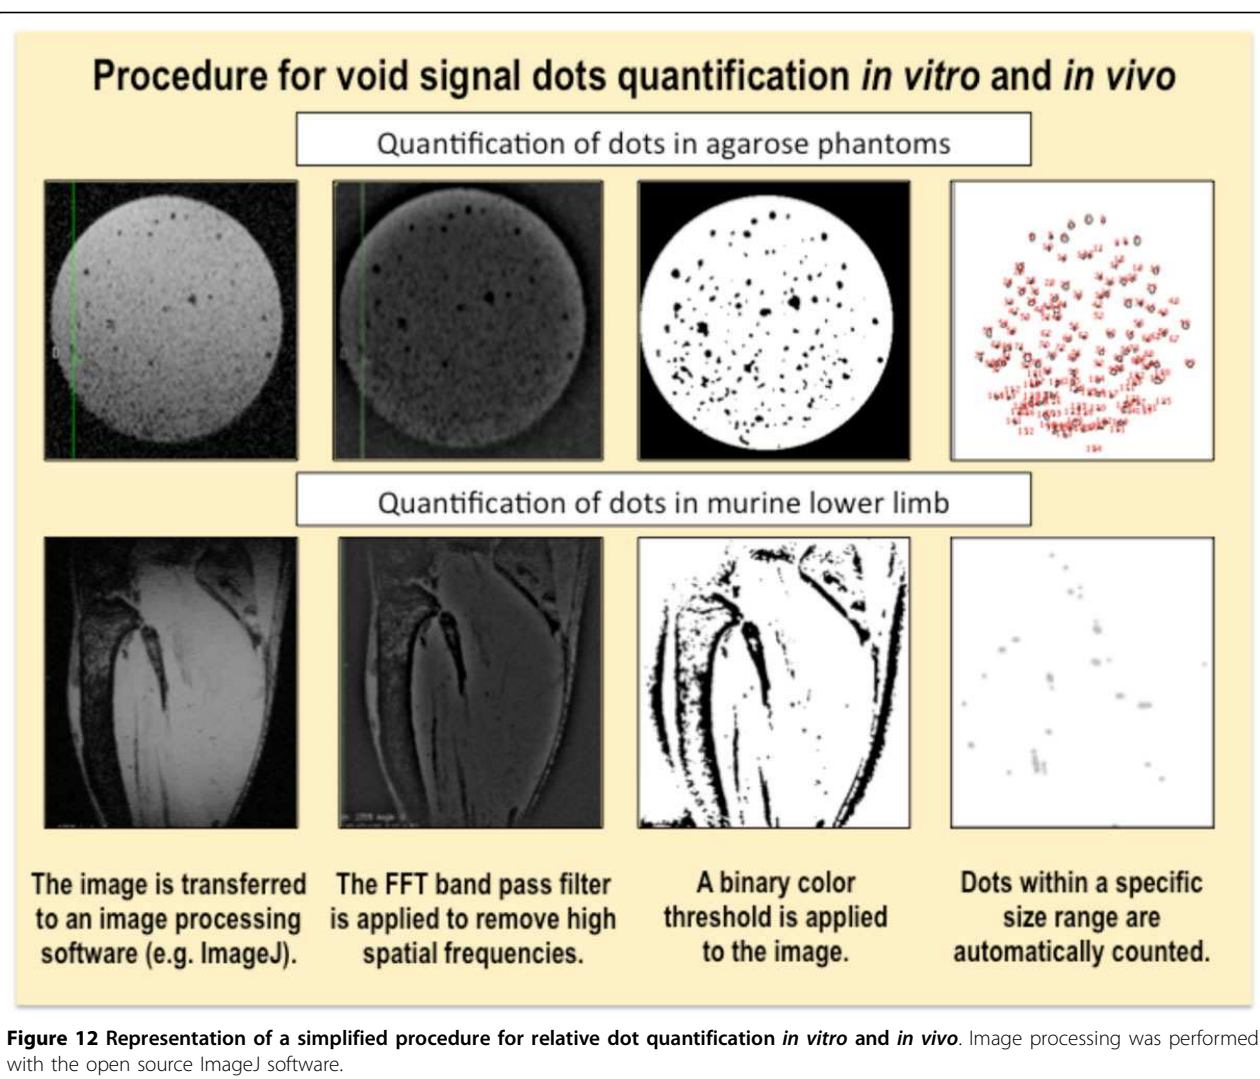 Procedure for void signal dots quantification in vitro and in vivo
Quantification of dots in agarose phantoms
Quantification of dots in murine lower limb
The image is transferred
to an image processing
software (e.g. ImageJ).
The FFT band pass filter
is applied to remove high
spatial frequencies.
A binary color
threshold is applied
to the image.
Dots within a specific
size range are
automatically counted.
Figure 12 Representation of a simplified procedure for relative dot quantification in vitro and in vivo. Image processing was performed
with the open source ImageJ software.